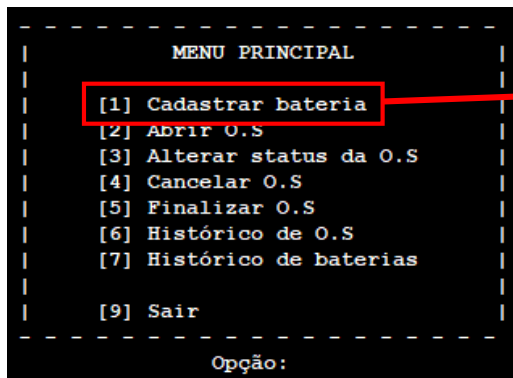 MENU PRINCIPAL
[1] Cadastrar bateria
[2] Abrir O.S
[3] Alterar status da O.S
[4] Cancelar O.S
[5] Finalizar O.S
[6] Histórico de O.S
[7] Histórico de baterias
[9] Sair
Opção: